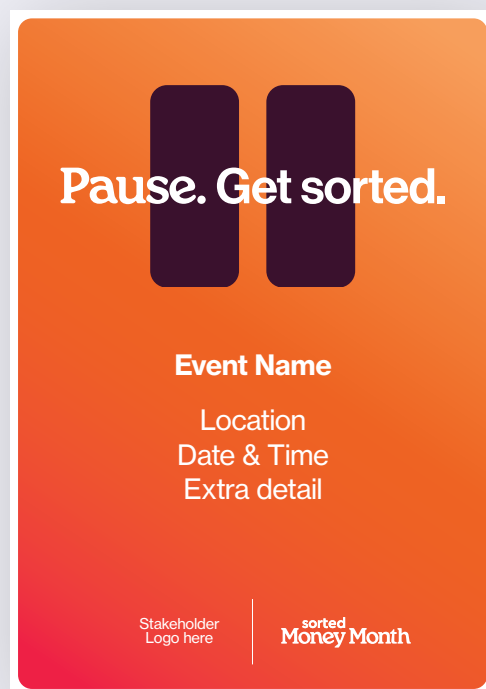 Pause. Get sorted.
Event Name
Location
Date & Time
Extra detail
Stakeholder
Logo here
sorted
Money Month